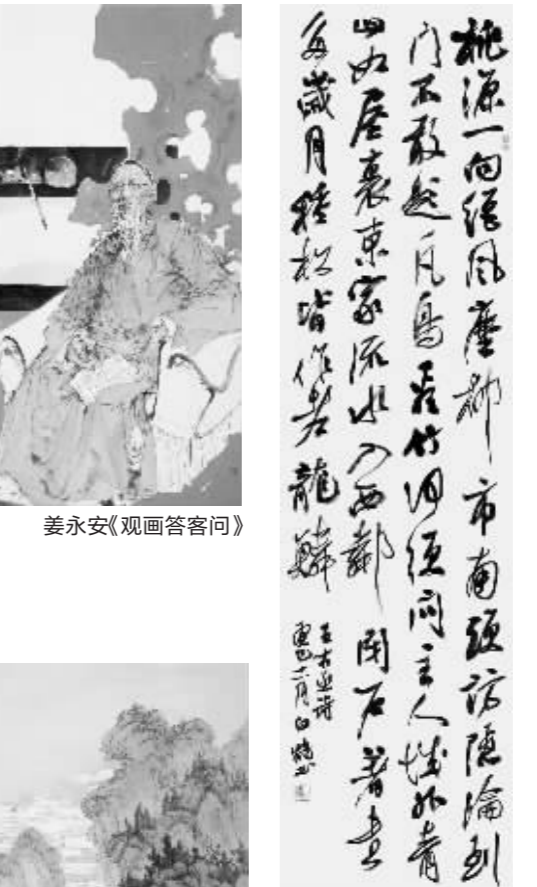 桃源一向絕風塵柳市南頭訪隱淪到
門不敢題凡鳥看竹何須問主人城外青
山如屋裏東家流水入西鄰閉戶著書
多歲月種松皆作老龍鱗
王右丞詩
十一月
姜永安《观画答客问》